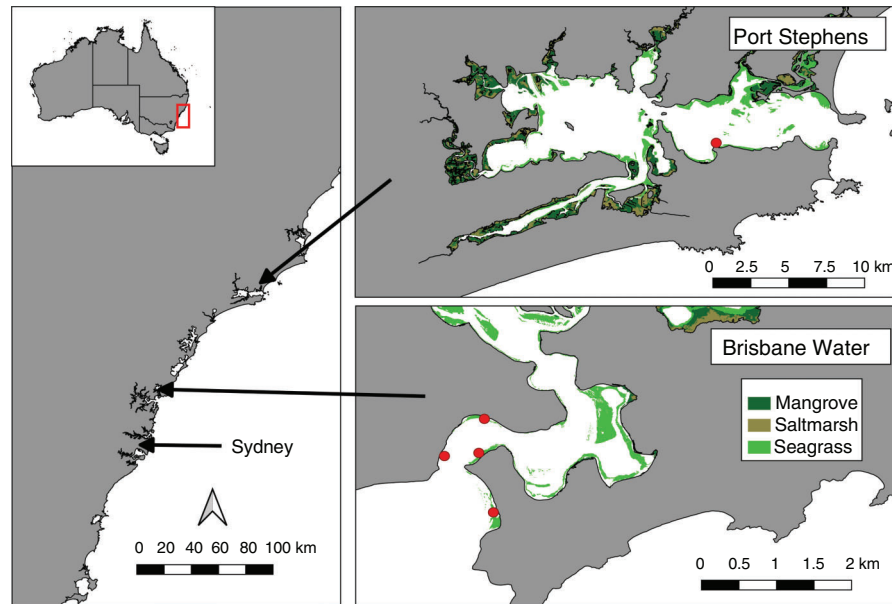 Port Stephens
0 2.5 5 7.5 10 km
Brisbane Water
Mangrove
Saltmarsh
Seagrass
0 0.5 1 1.5 2 km
Sydney
0 20 40 60 80 100 km